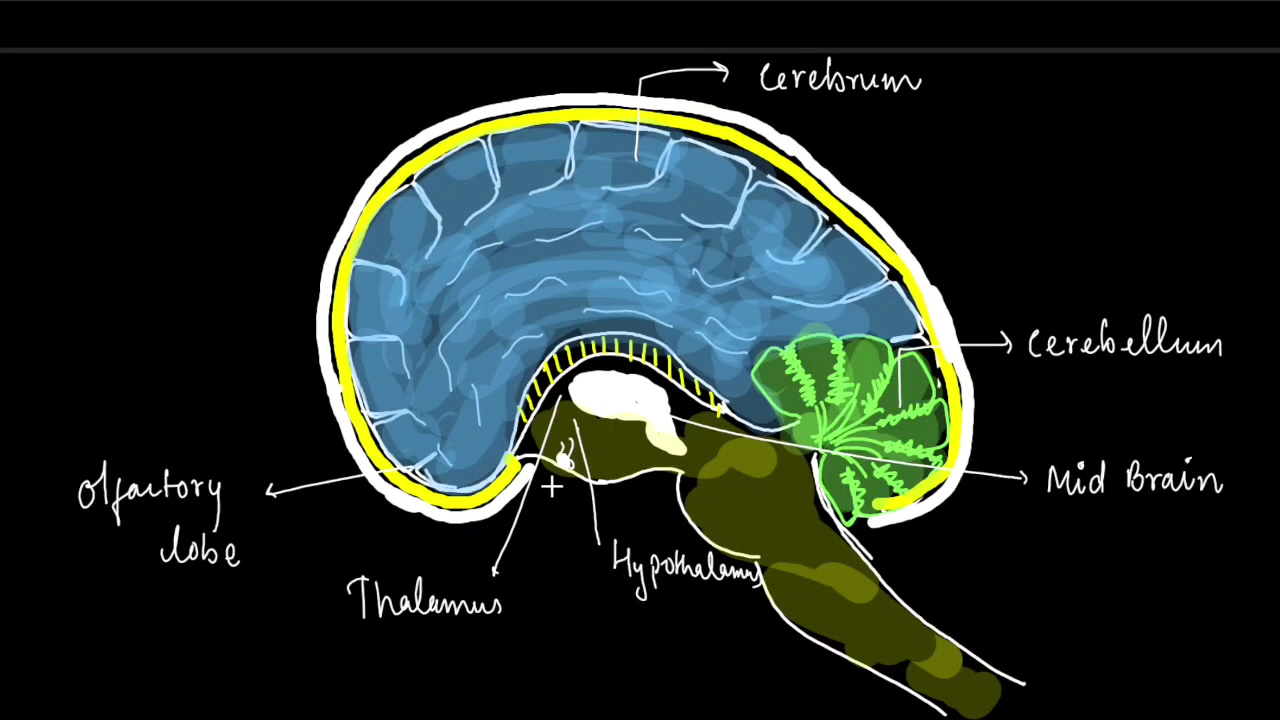 Cerebrum
Cerebellum
Mid Brain
Olfactory
lobe
Hypothalamus
Thalamus